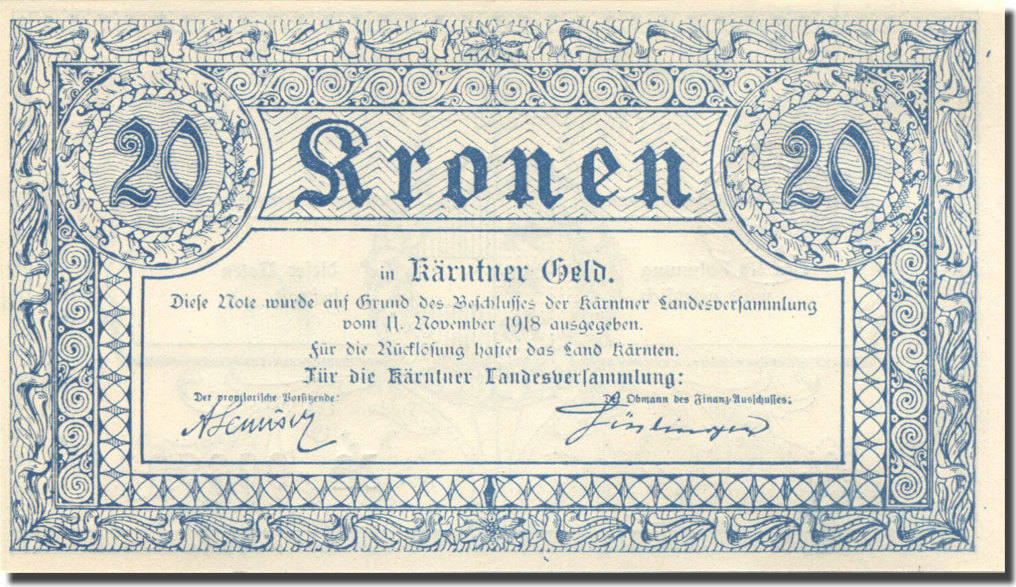 20 Kronen 20
in Kärntner Geld.
Diese Note wurde auf Grund des Beschlusses der Kärntner Landesversammlung
vom 11. November 1918 ausgegeben.
Für die Rücklösung haftet das Land Kärnten.
Für die Kärntner Landesversammlung:
Der provisorische Vorsitzende: Der Obmann des Finanz-Ausschusses: